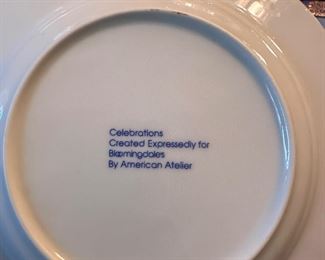 Celebrations
Created Expressedly for
Bloomingdales
By American Atelier